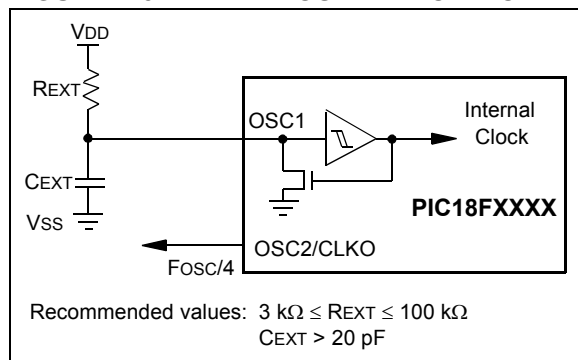 VDD
REXT
OSC1
Internal
Clock
CEXT
PIC18FXXXX
VSS
OSC2/CLKO
FOSC/4
Recommended values: 3 kΩ ≤ REXT ≤ 100 kΩ
CEXT > 20 pF